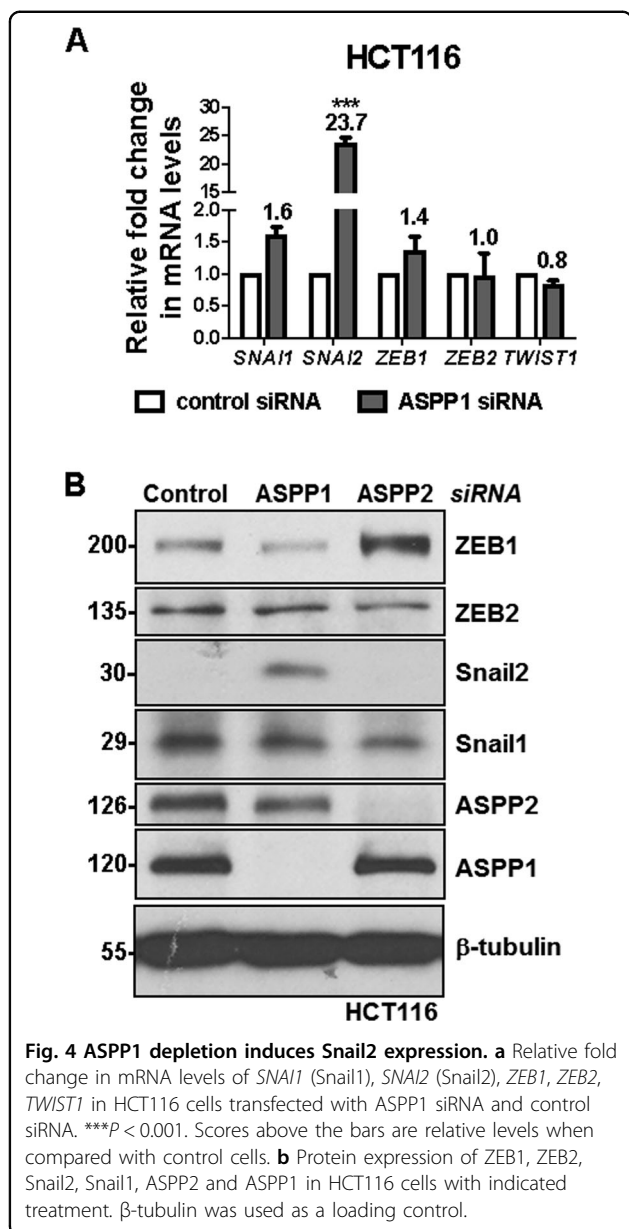 A
HCT116
Relative fold change
in mRNA levels
30
25
20
15
2.0
1.5
1.0
0.5
0.0
1.6
***
23.7
1.4
1.0
0.8
SNAI1 SNAI2 ZEB1 ZEB2 TWIST1
control siRNA ASPP1 siRNA
B
Control ASPP1 ASPP2 siRNA
200- ZEB1
135- ZEB2
30- Snail2
29- Snail1
126- ASPP2
120- ASPP1
55- β-tubulin
HCT116
Fig. 4 ASPP1 depletion induces Snail2 expression. a Relative fold
change in mRNA levels of SNAI1 (Snail1), SNAI2 (Snail2), ZEB1, ZEB2,
TWIST1 in HCT116 cells transfected with ASPP1 siRNA and control
siRNA. ***P < 0.001. Scores above the bars are relative levels when
compared with control cells. b Protein expression of ZEB1, ZEB2,
Snail2, Snail1, ASPP2 and ASPP1 in HCT116 cells with indicated
treatment. β-tubulin was used as a loading control.